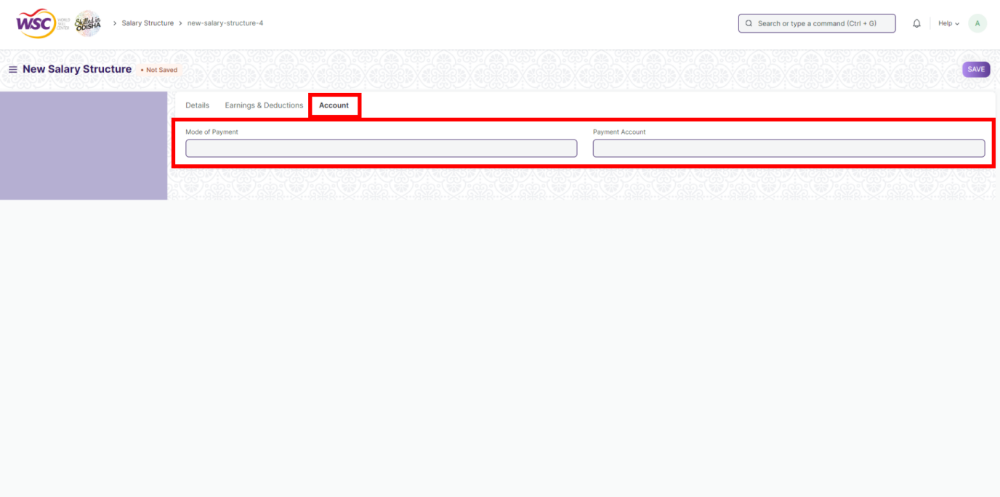 WSC WORLD SKILL CENTER Skilled in ODISHA > Salary Structure > new-salary-structure-4 Search or type a command (Ctrl + G) Help A
New Salary Structure • Not Saved SAVE
Details Earnings & Deductions Account
Mode of Payment Payment Account